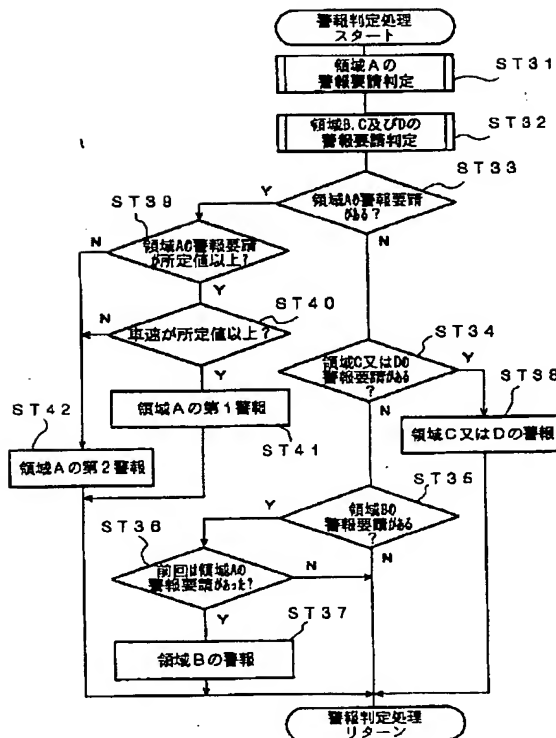 警報判定処理
スタート
領域Aの
警報要請判定
ST31
領域B,C及びDの
警報要請判定
ST32
ST33
領域Aの警報要請
がある?
Y
N
ST39
領域Aの警報要請
が所定値以上?
N
Y
ST40
車速が所定値以上?
N
Y
ST34
領域C又はDの
警報要請がある
?
Y
N
ST38
領域C又はDの警報
領域Aの第1警報
ST41
ST42
領域Aの第2警報
ST35
領域Bの
警報要請がある
?
Y
N
ST36
前回は領域Aの
警報要請があった?
N
Y
ST37
領域Bの警報
警報判定処理
リターン